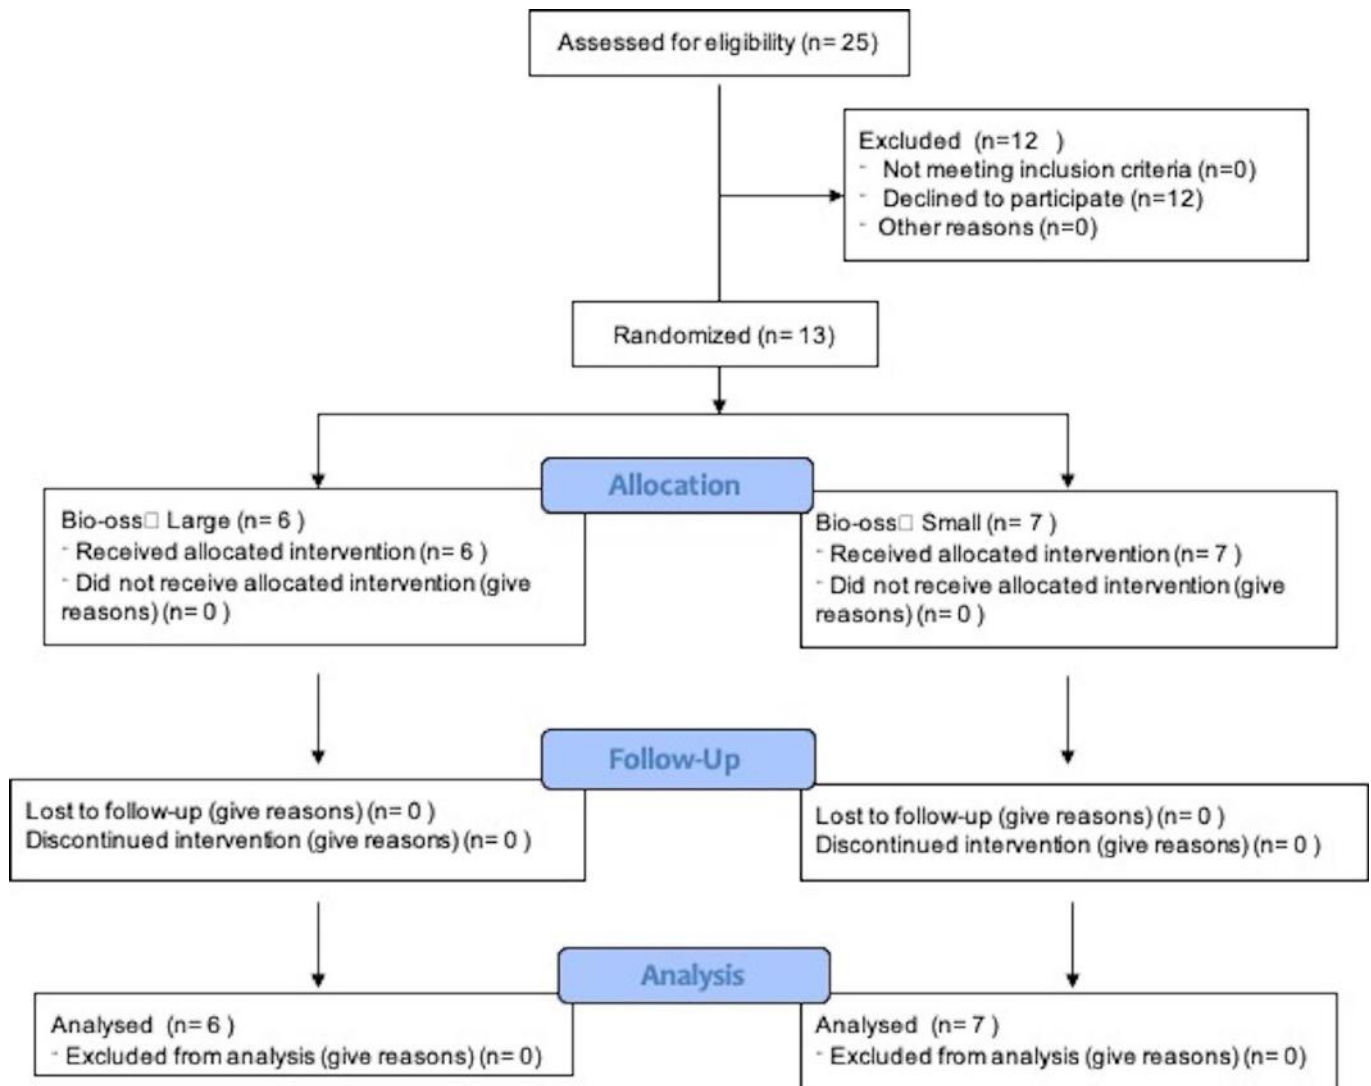 Assessed for eligibility (n= 25)
Excluded (n=12 )
- Not meeting inclusion criteria (n=0)
- Declined to participate (n=12)
- Other reasons (n=0)
Randomized (n= 13)
Allocation
Bio-oss□ Large (n= 6 )
- Received allocated intervention (n= 6 )
- Did not receive allocated intervention (give
reasons) (n= 0 )
Bio-oss□ Small (n= 7 )
- Received allocated intervention (n= 7 )
- Did not receive allocated intervention (give
reasons) (n= 0 )
Follow-Up
Lost to follow-up (give reasons) (n= 0 )
Discontinued intervention (give reasons) (n= 0 )
Lost to follow-up (give reasons) (n= 0 )
Discontinued intervention (give reasons) (n= 0 )
Analysis
Analysed (n= 6 )
- Excluded from analysis (give reasons) (n= 0)
Analysed (n= 7 )
- Excluded from analysis (give reasons) (n= 0)